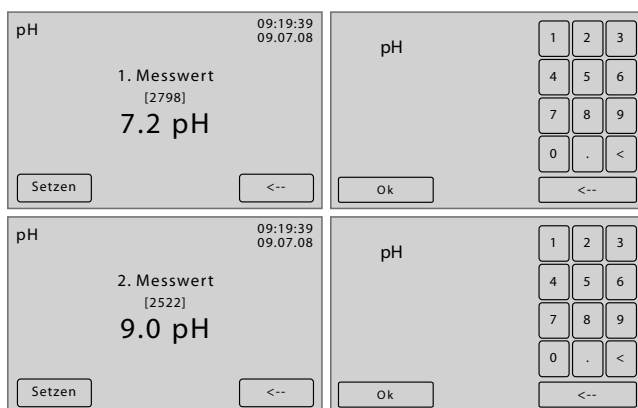 pH
09:19:39
09.07.08
1. Messwert
[2798]
7.2 pH
Setzen
<--
pH
1 2 3
4 5 6
7 8 9
0 . <
Ok
<--
pH
09:19:39
09.07.08
2. Messwert
[2522]
9.0 pH
Setzen
<--
pH
1 2 3
4 5 6
7 8 9
0 . <
Ok
<--